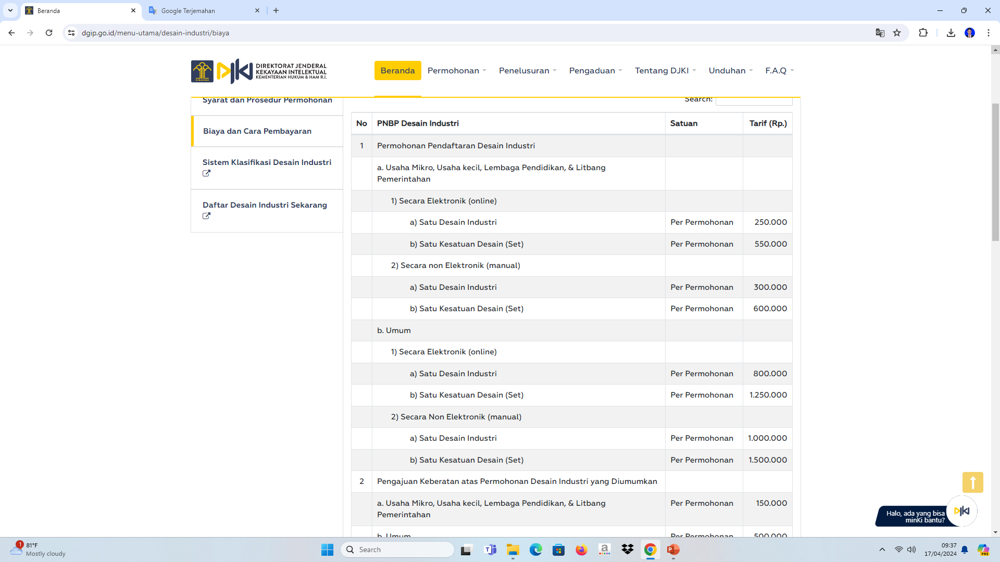 Beranda
Google Terjemahan
dgip.go.id/menu-utama/desain-industri/biaya
DJKI DIREKTORAT JENDERAL
KEKAYAAN INTELEKTUAL
KEMENTERIAN HUKUM & HAM R.I.
Beranda Permohonan Penelusuran Pengaduan Tentang DJKI Unduhan F.A.Q
Syarat dan Prosedur Permohonan
Biaya dan Cara Pembayaran
Sistem Klasifikasi Desain Industri
Daftar Desain Industri Sekarang
Search:
No PNBP Desain Industri Satuan Tarif (Rp.)
1 Permohonan Pendaftaran Desain Industri
a. Usaha Mikro, Usaha kecil, Lembaga Pendidikan, & Litbang
Pemerintahan
1) Secara Elektronik (online)
a) Satu Desain Industri Per Permohonan 250.000
b) Satu Kesatuan Desain (Set) Per Permohonan 550.000
2) Secara non Elektronik (manual)
a) Satu Desain Industri Per Permohonan 300.000
b) Satu Kesatuan Desain (Set) Per Permohonan 600.000
b. Umum
1) Secara Elektronik (online)
a) Satu Desain Industri Per Permohonan 800.000
b) Satu Kesatuan Desain (Set) Per Permohonan 1.250.000
2) Secara Non Elektronik (manual)
a) Satu Desain Industri Per Permohonan 1.000.000
b) Satu Kesatuan Desain (Set) Per Permohonan 1.500.000
2 Pengajuan Keberatan atas Permohonan Desain Industri yang Diumumkan
a. Usaha Mikro, Usaha kecil, Lembaga Pendidikan, & Litbang Per Permohonan 150.000
Pemerintahan
b. Umum Per Permohonan 500.000
Halo, ada yang bisa
minKi bantu?
DJKI
1
81°F
Mostly cloudy
Search
09:37
17/04/2024
PRE